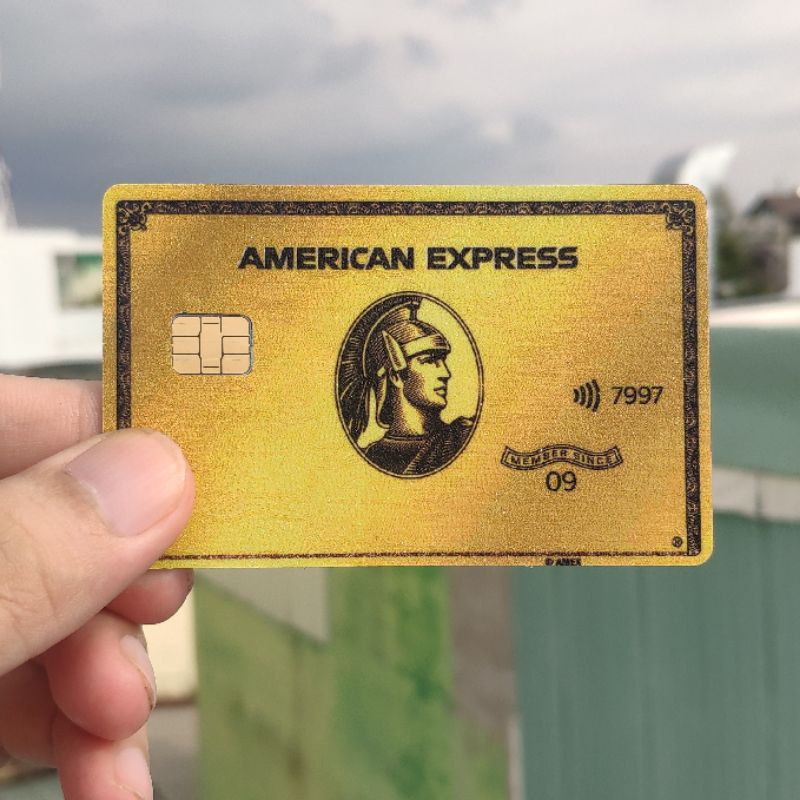 AMERICAN EXPRESS
7997
MEMBER SINCE
09
®
© AMEX